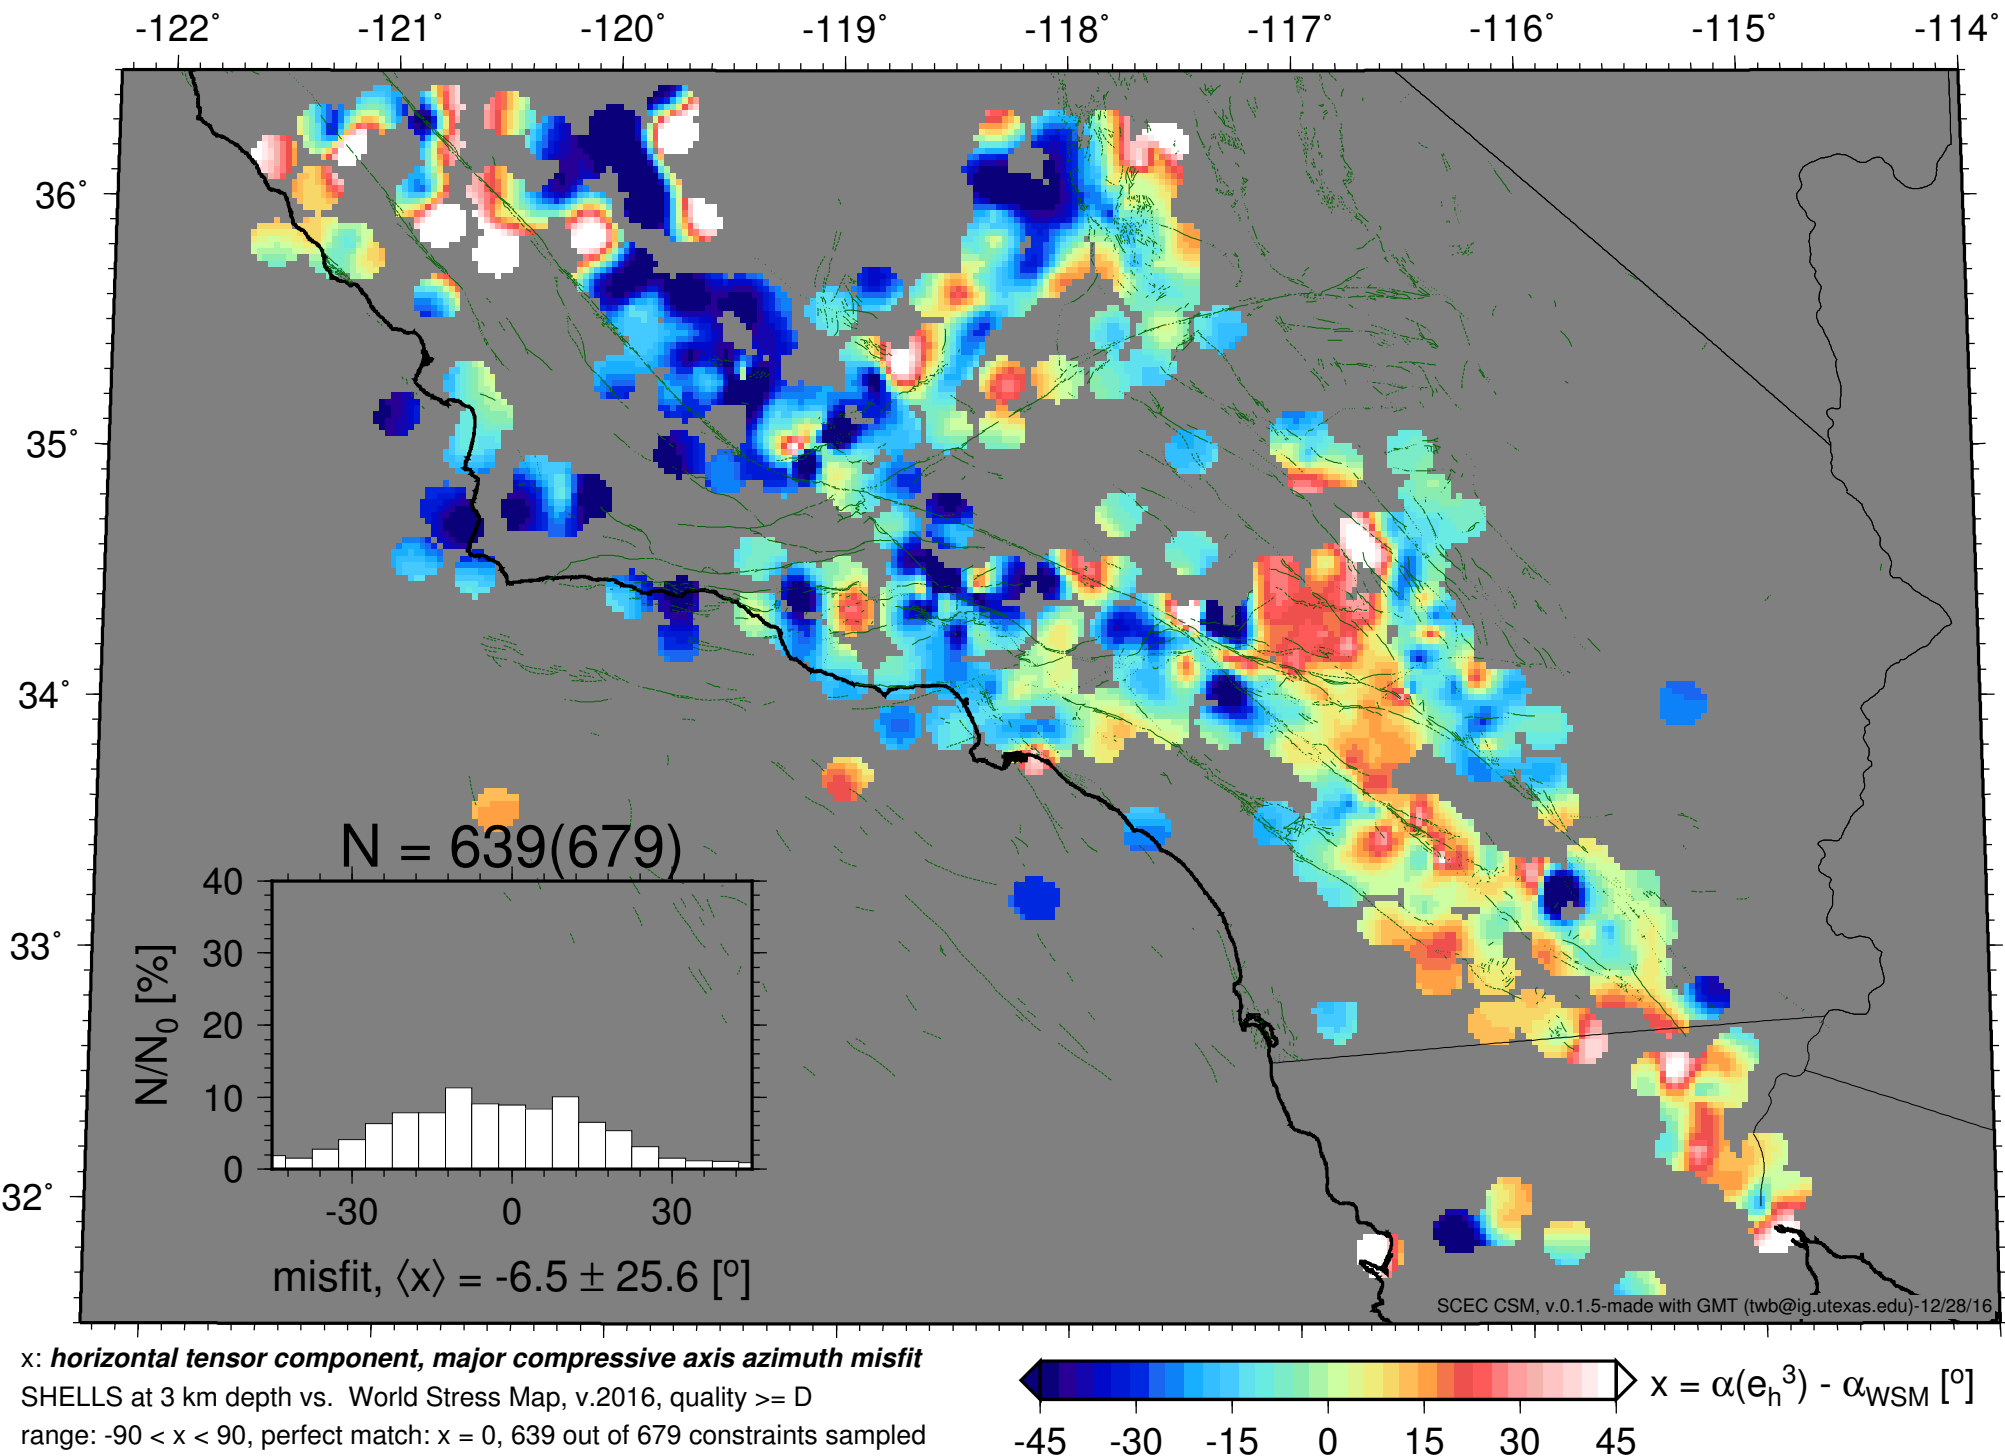 -122° -121° -120° -119° -118° -117° -116° -115° -114°
36°
35°
34°
33°
32°
N = 639(679)
40
30
20
10
0
N/N0 [%]
-30 0 30
misfit, ⟨x⟩ = -6.5 ± 25.6 [o]
SCEC CSM, v.0.1.5-made with GMT (twb@ig.utexas.edu)-12/28/16
x: horizontal tensor component, major compressive axis azimuth misfit
SHELLS at 3 km depth vs. World Stress Map, v.2016, quality >= D
range: -90 < x < 90, perfect match: x = 0, 639 out of 679 constraints sampled
x = α(eh3) - αWSM [o]
-45 -30 -15 0 15 30 45